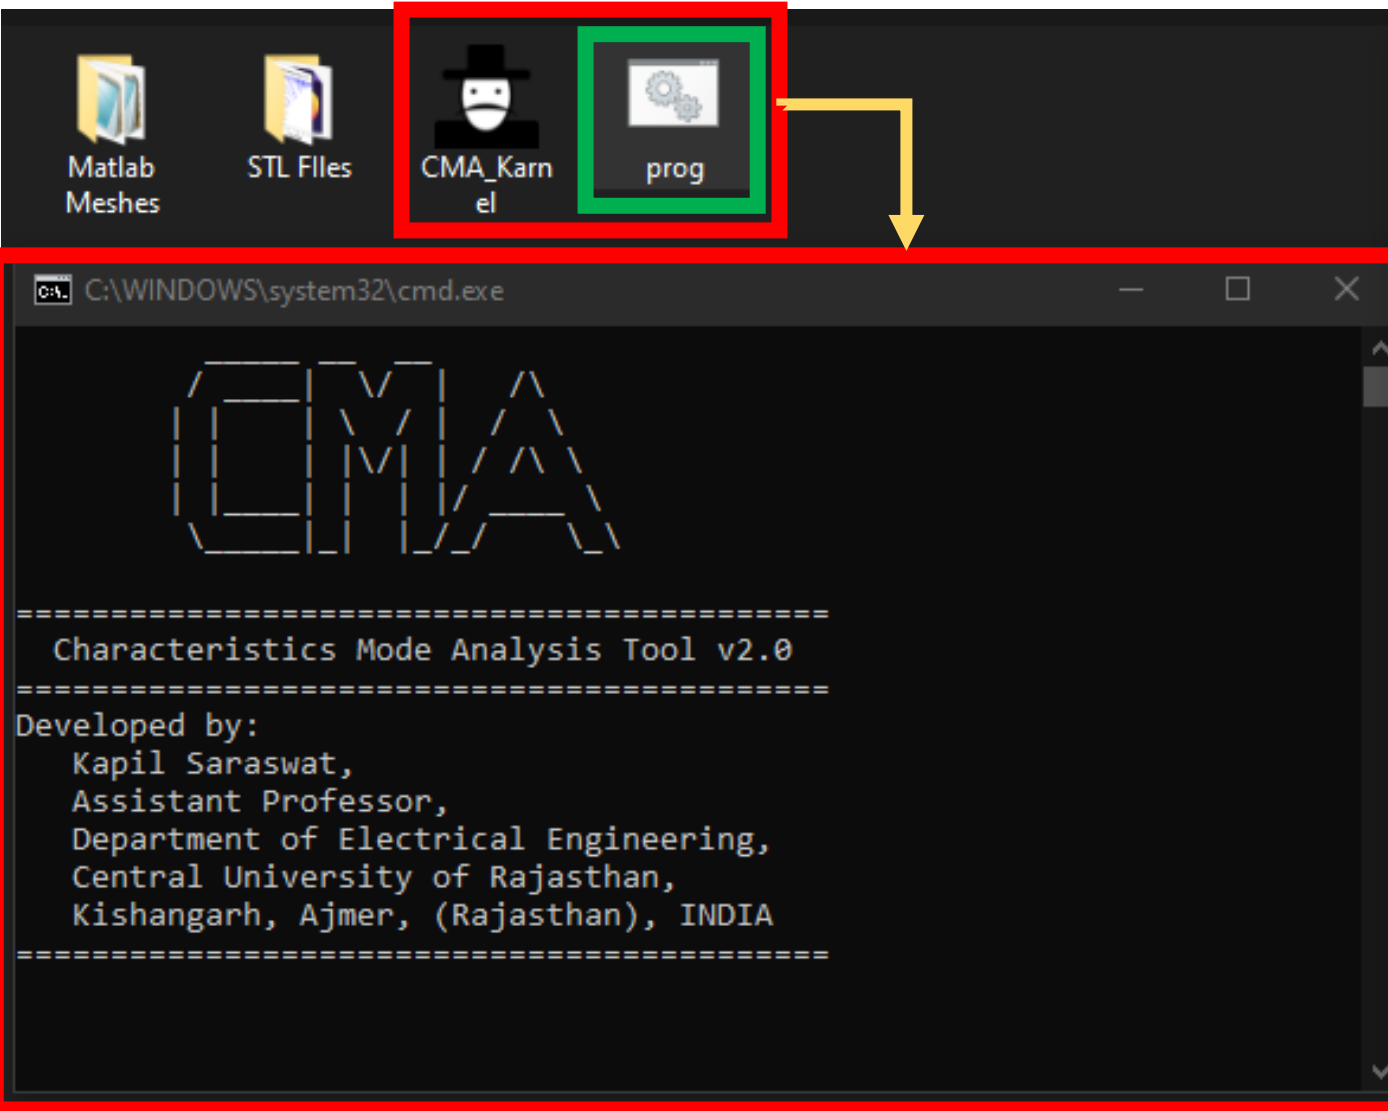 Matlab
Meshes
STL FIles
CMA_Karn
el
prog
C:\WINDOWS\system32\cmd.exe
CMA
===========================================
Characteristics Mode Analysis Tool v2.0
===========================================
Developed by:
Kapil Saraswat,
Assistant Professor,
Department of Electrical Engineering,
Central University of Rajasthan,
Kishangarh, Ajmer, (Rajasthan), INDIA
===========================================